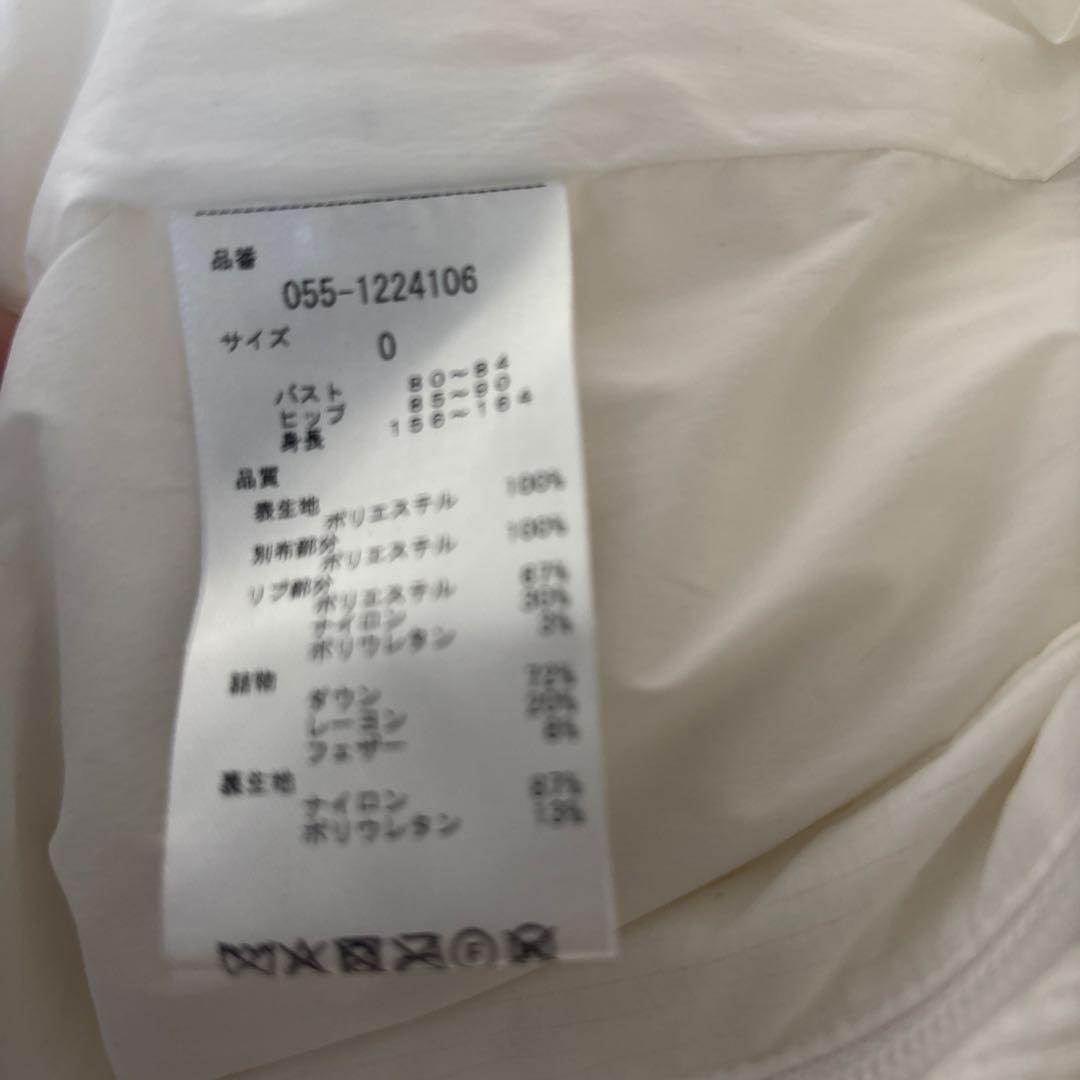 品番
055-1224106
サイズ 0
バスト 80～84
ヒップ 85～90
身長 156～164
品質
表生地
ポリエステル 100%
別布部分
ポリエステル 100%
リブ部分
ポリエステル 67%
ナイロン 30%
ポリウレタン 3%
詰物
ダウン 72%
レーヨン 20%
フェザー 8%
裏生地
ナイロン 87%
ポリウレタン 13%
F